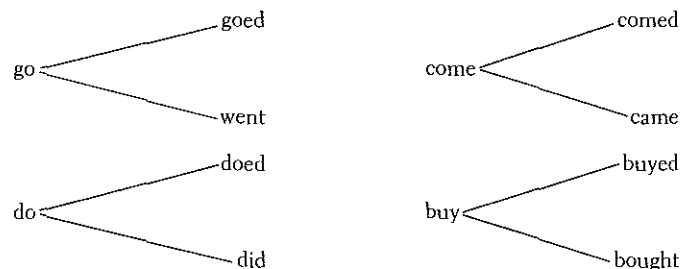 goed comed
go come
went came
doed buyed
do buy
did bought